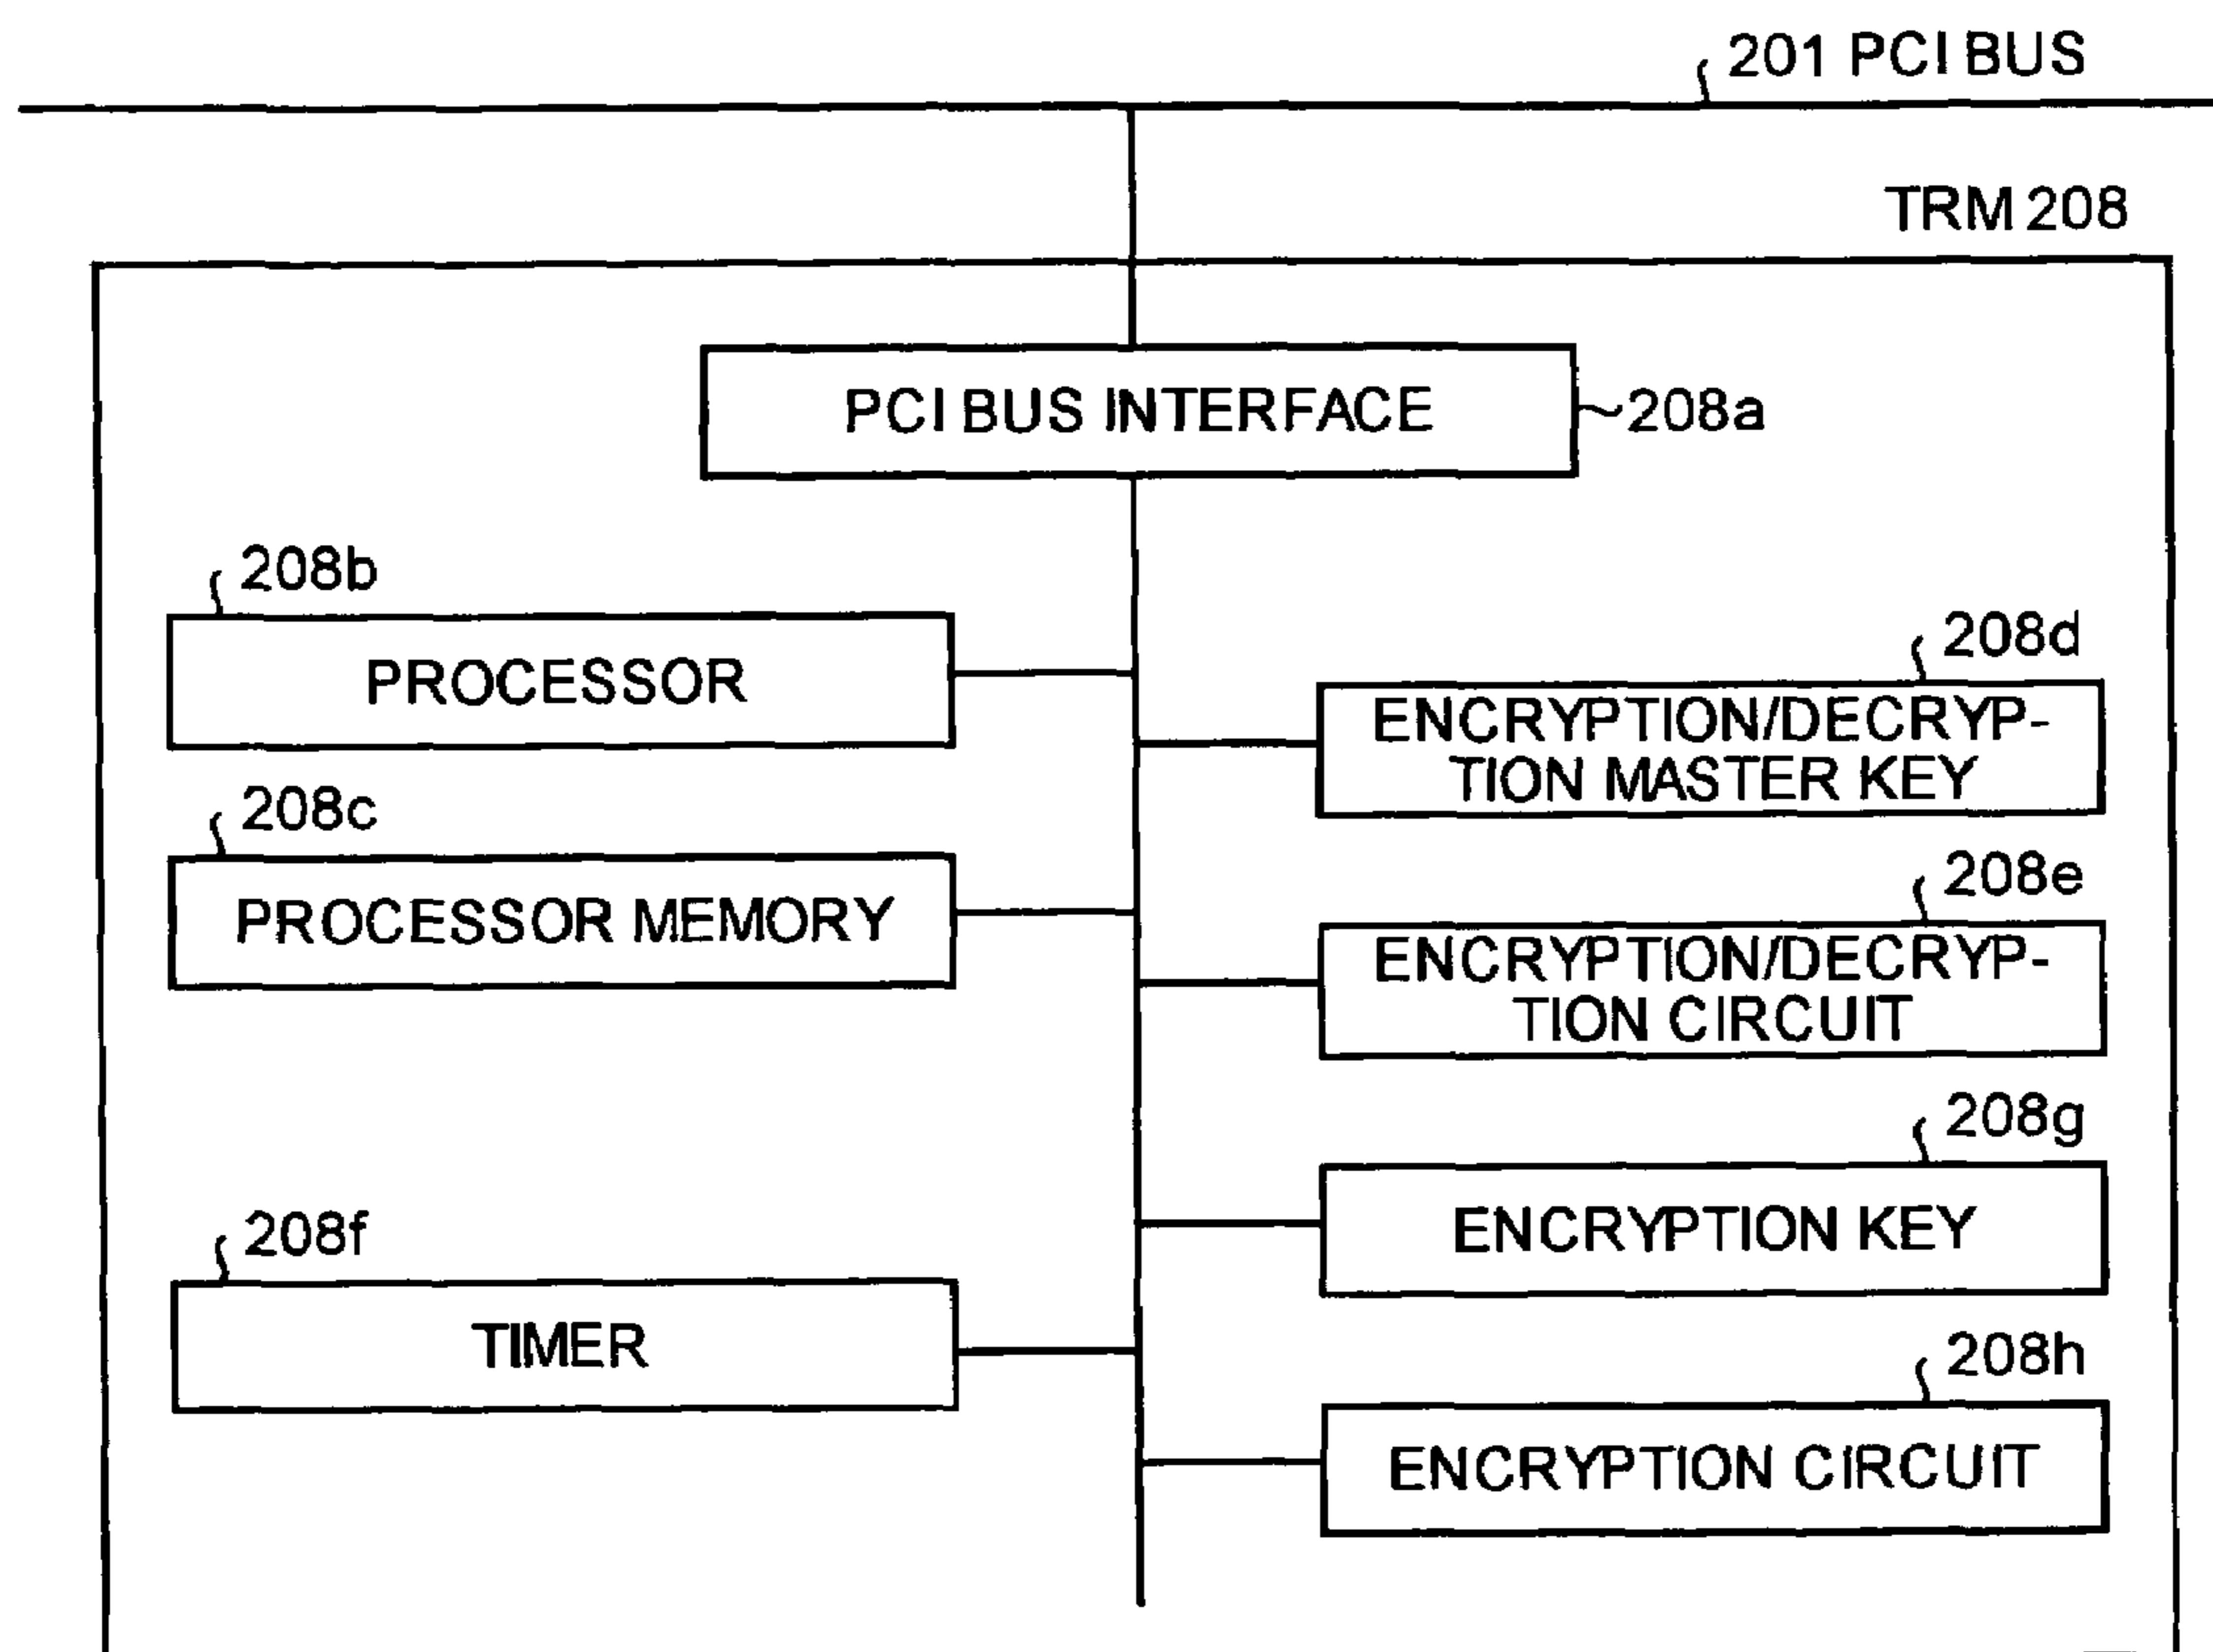 201 PCI BUS
TRM 208
PCI BUS INTERFACE
208a
208b
PROCESSOR
208d
ENCRYPTION/DECRYP-
TION MASTER KEY
208c
PROCESSOR MEMORY
208e
ENCRYPTION/DECRYP-
TION CIRCUIT
208g
ENCRYPTION KEY
208f
TIMER
208h
ENCRYPTION CIRCUIT